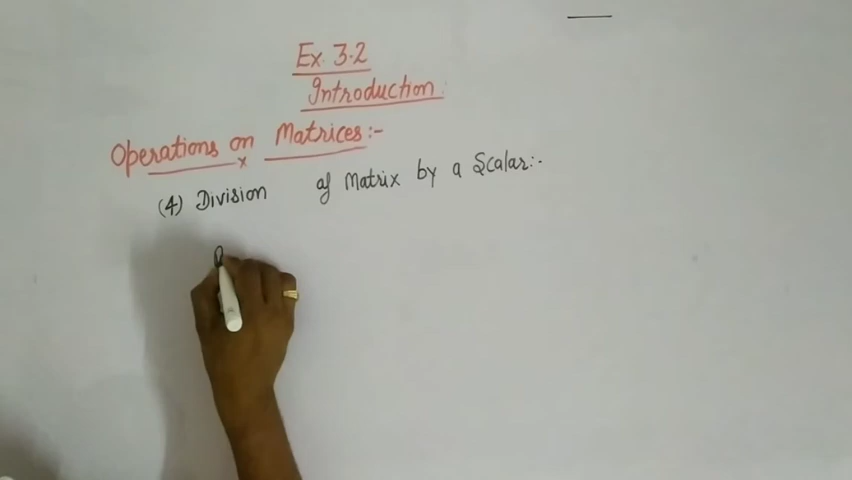 Ex. 3.2
Introduction
Operations on Matrices:-
(4) Division of Matrix by a Scalar:-